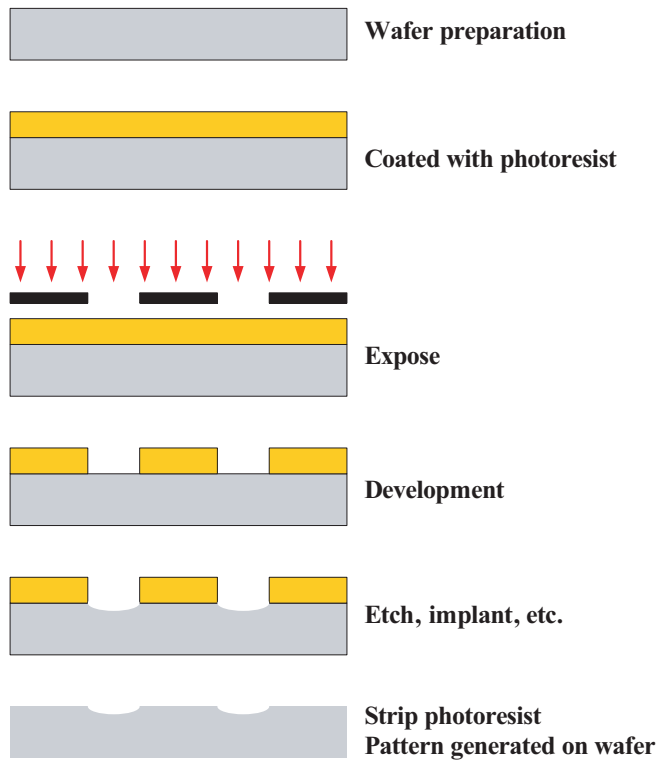 Wafer preparation
Coated with photoresist
Expose
Development
Etch, implant, etc.
Strip photoresist
Pattern generated on wafer